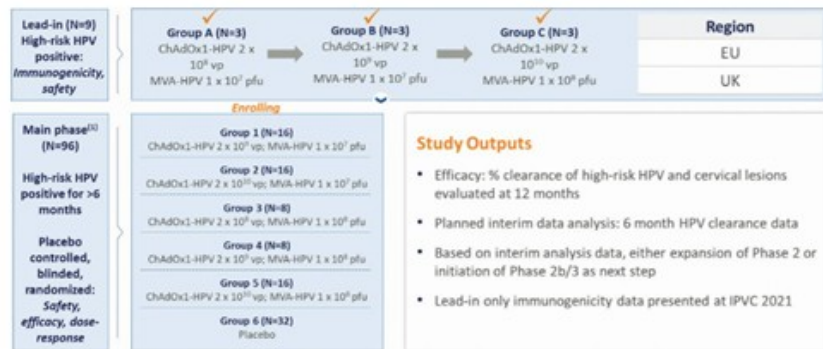 Lead-in (N=9)
High-risk HPV
positive:
Immunogenicity,
safety
Group A (N=3)
ChAdOx1-HPV 2 x
10⁸ vp
MVA-HPV 1 x 10⁷ pfu
Group B (N=3)
ChAdOx1-HPV 2 x
10⁹ vp
MVA-HPV 1 x 10⁷ pfu
Group C (N=3)
ChAdOx1-HPV 2 x
10¹⁰ vp
MVA-HPV 1 x 10⁸ pfu
Region
EU
UK
Enrolling
Main phase⁽¹⁾
(N=96)
High-risk HPV
positive for >6
months
Placebo
controlled,
blinded,
randomized:
Safety,
efficacy, dose-
response
Group 1 (N=16)
ChAdOx1-HPV 2 x 10⁹ vp; MVA-HPV 1 x 10⁷ pfu
Group 2 (N=16)
ChAdOx1-HPV 2 x 10¹⁰ vp; MVA-HPV 1 x 10⁷ pfu
Group 3 (N=8)
ChAdOx1-HPV 2 x vp; MVA-HPV 1 x pfu
Group 4 (N=8)
ChAdOx1-HPV 2 x vp; MVA-HPV 1 x pfu
Group 5 (N=16)
ChAdOx1-HPV 2 x 10¹⁰ vp; MVA-HPV 1 x 10⁸ pfu
Group 6 (N=32)
Placebo
Study Outputs
• Efficacy: % clearance of high-risk HPV and cervical lesions
evaluated at 12 months
• Planned interim data analysis: 6 month HPV clearance data
• Based on interim analysis data, either expansion of Phase 2 or
initiation of Phase 2b/3 as next step
• Lead-in only immunogenicity data presented at IPVC 2021